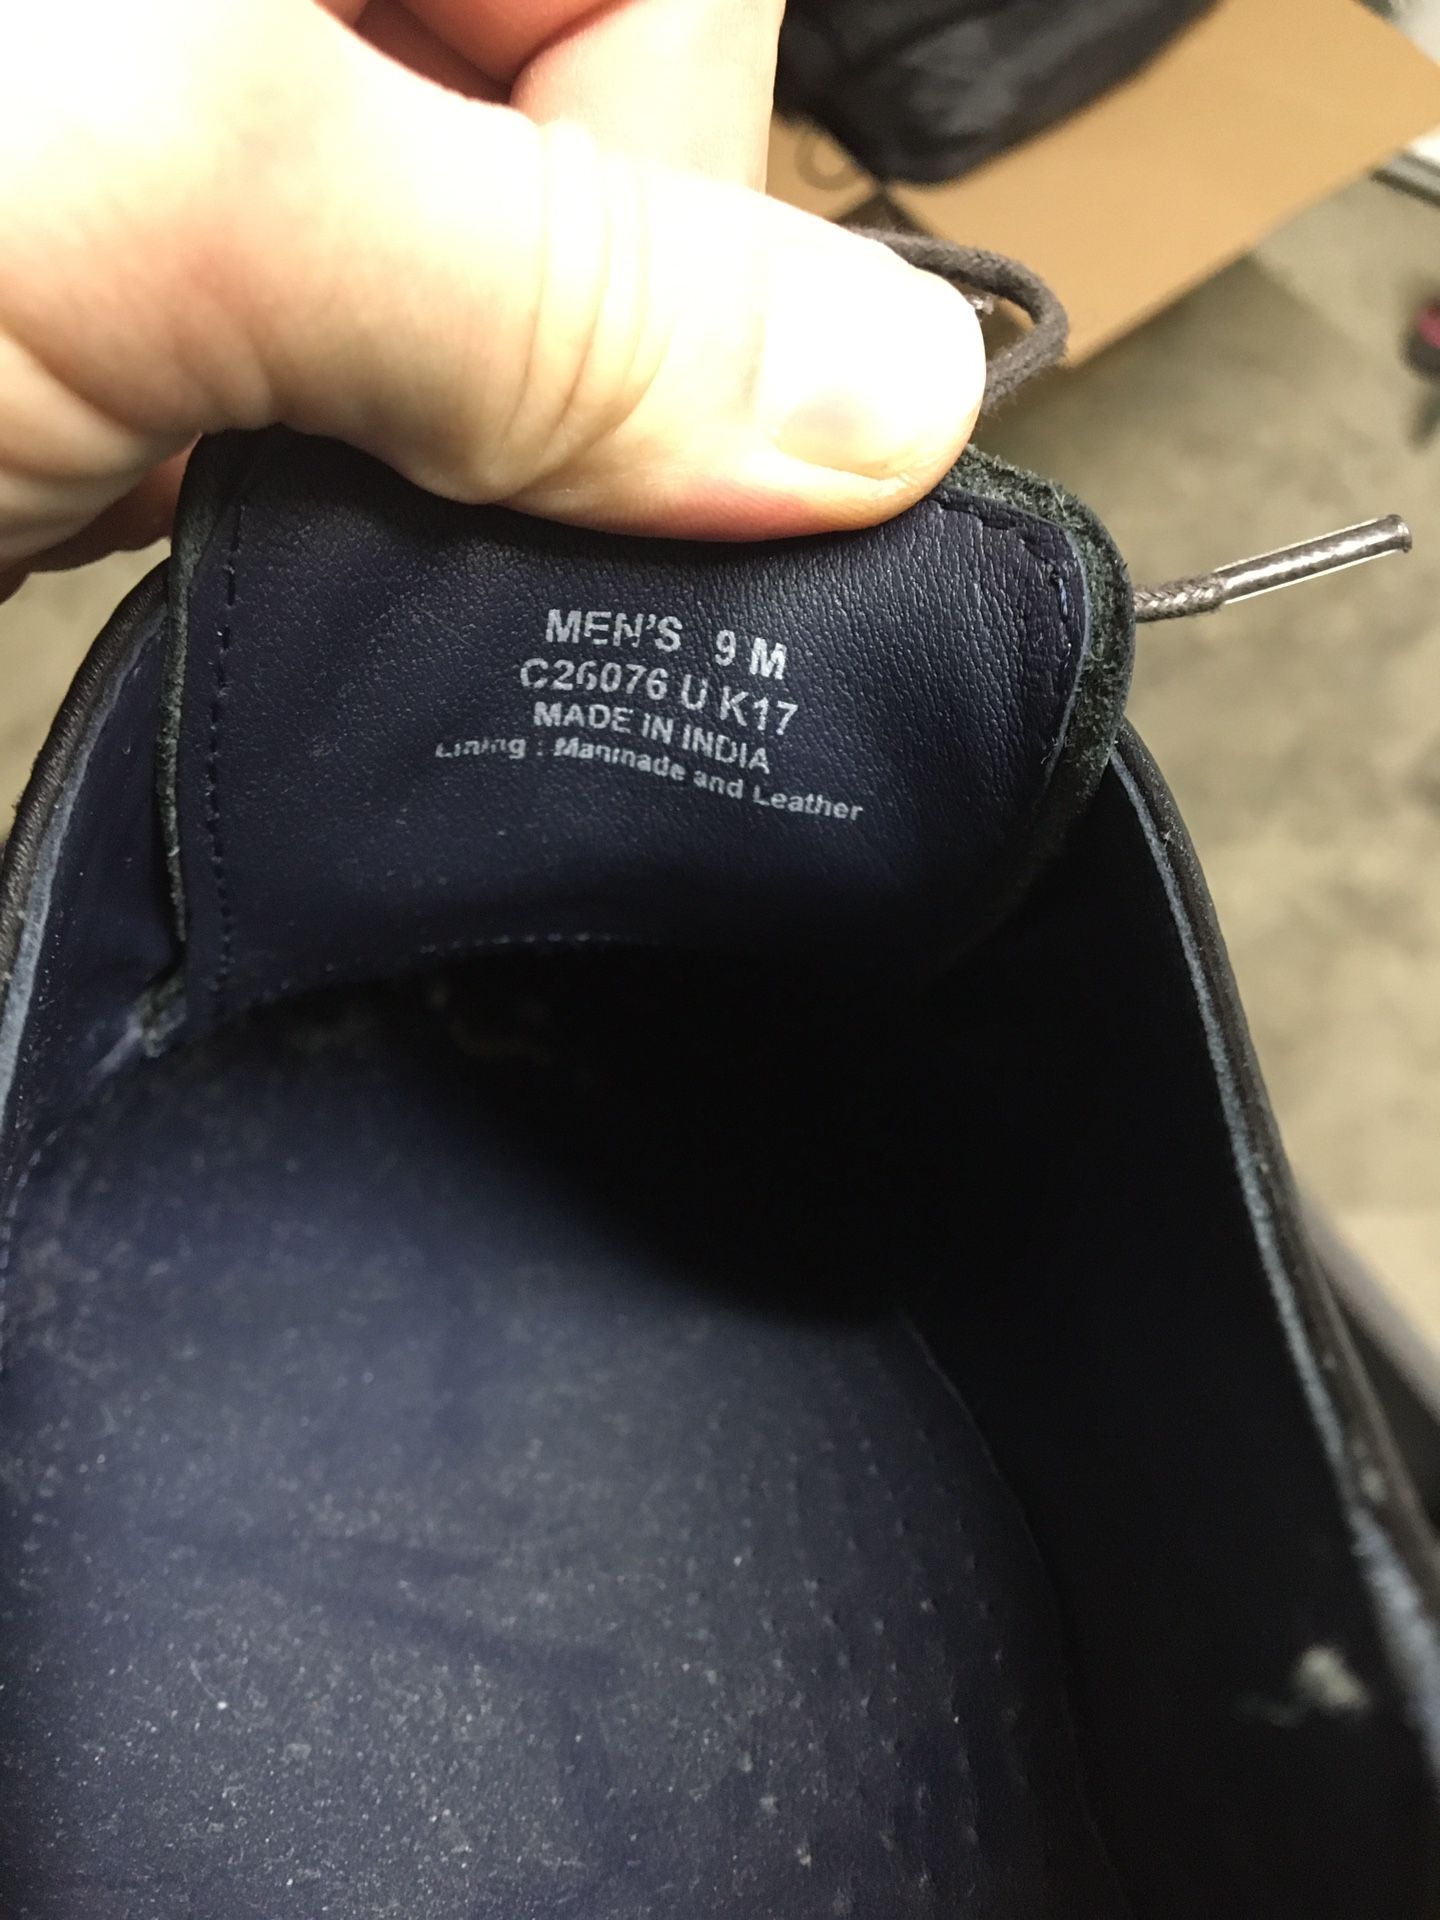 MEN'S 9 M
C26076 U K17
MADE IN INDIA
Lining : Manmade and Leather